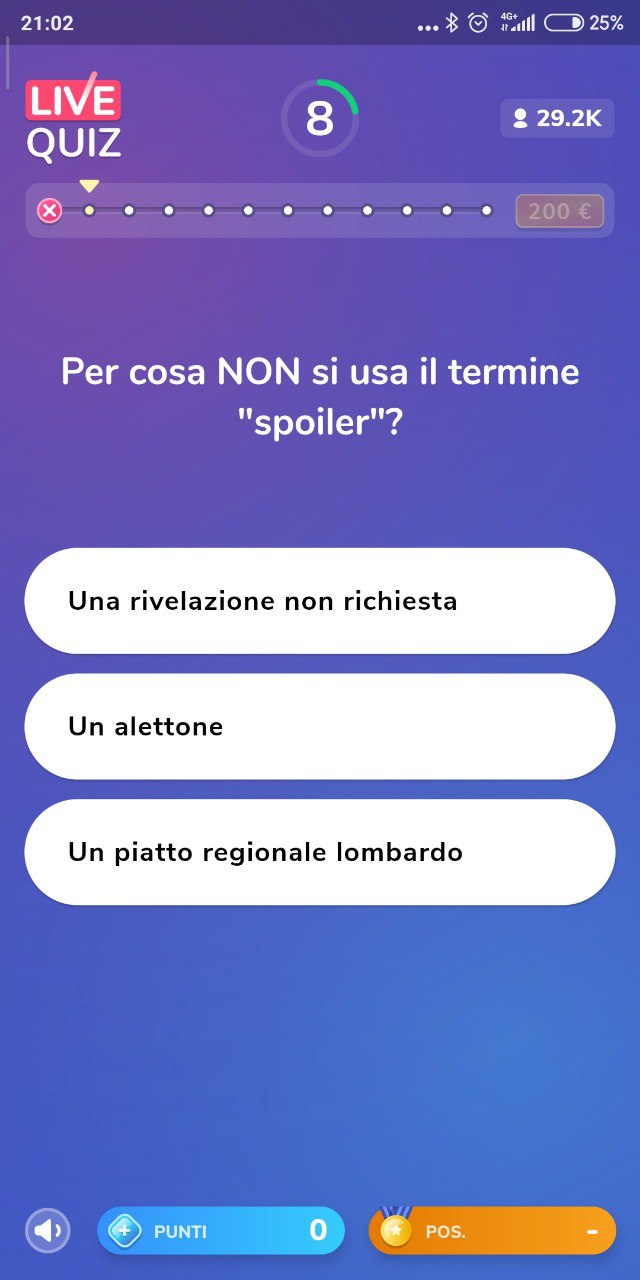 21:02
4G+
25%
LIVE
QUIZ
8
29.2K
200 €
Per cosa NON si usa il termine
"spoiler"?
Una rivelazione non richiesta
Un alettone
Un piatto regionale lombardo
PUNTI
0
POS.
-